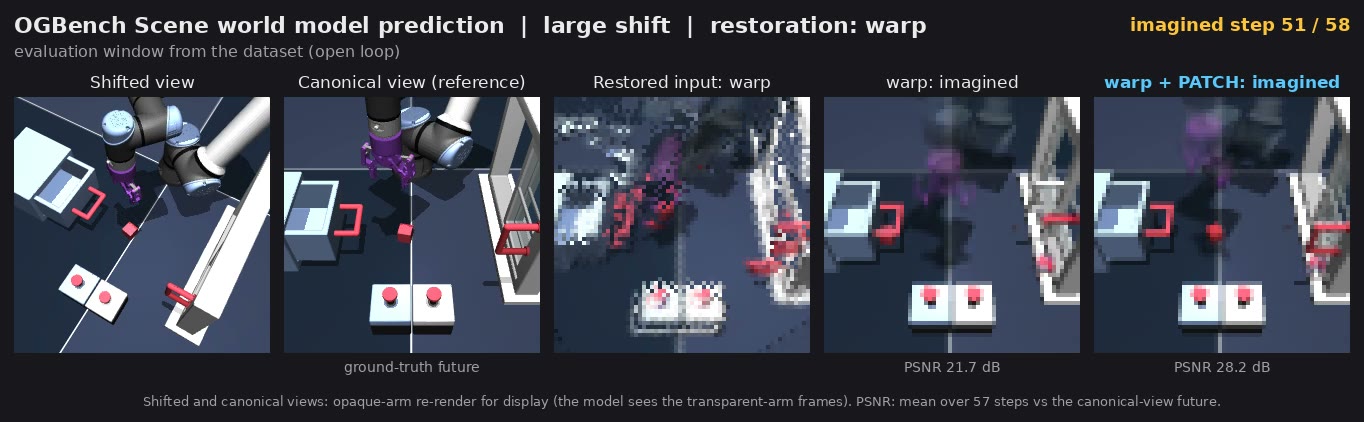 OGBench Scene world model prediction | large shift | restoration: warp
imagined step 51 / 58
evaluation window from the dataset (open loop)
Shifted view
Canonical view (reference)
Restored input: warp
warp: imagined
warp + PATCH: imagined
ground-truth future
PSNR 21.7 dB
PSNR 28.2 dB
Shifted and canonical views: opaque-arm re-render for display (the model sees the transparent-arm frames). PSNR: mean over 57 steps vs the canonical-view future.